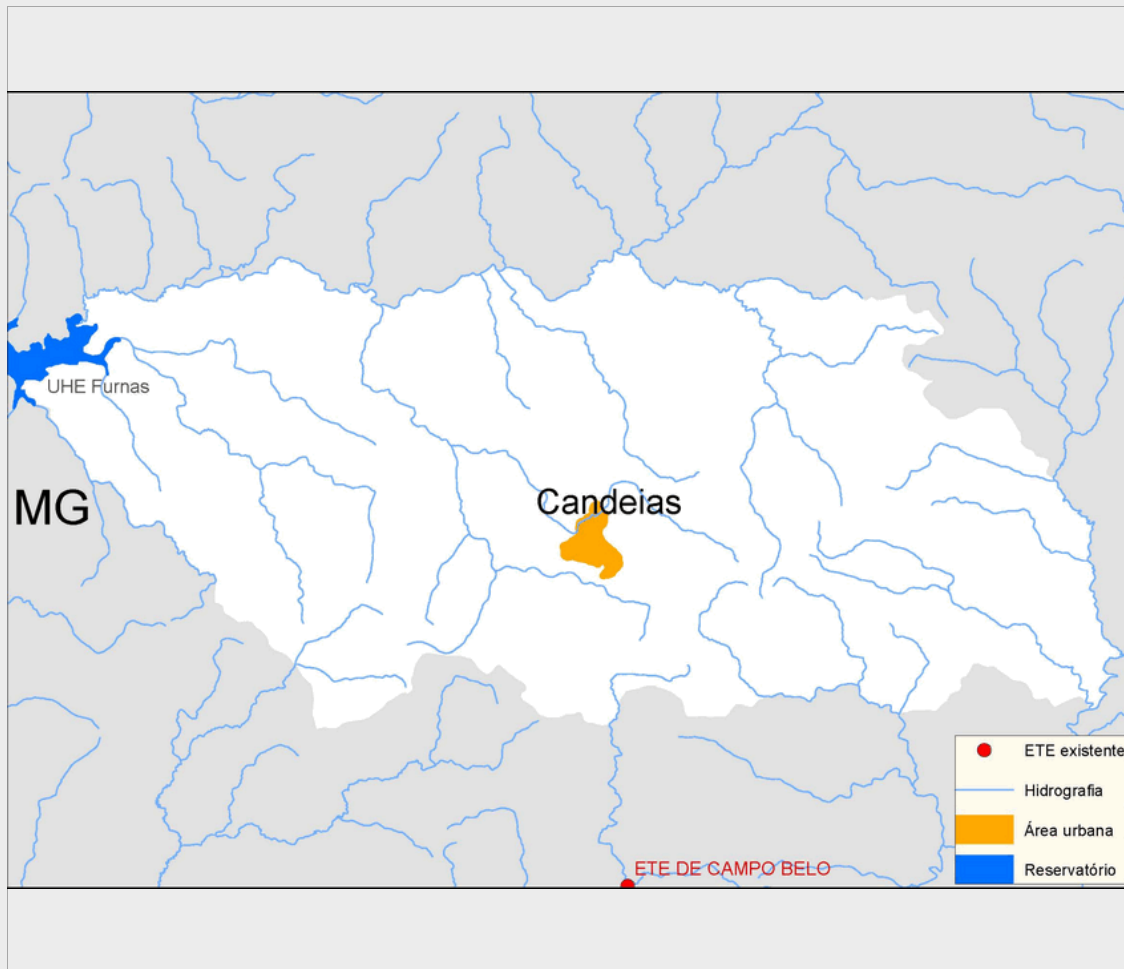 UHE Furnas
MG
Candeias
ETE existente
Hidrografia
Área urbana
Reservatório
ETE DE CAMPO BELO